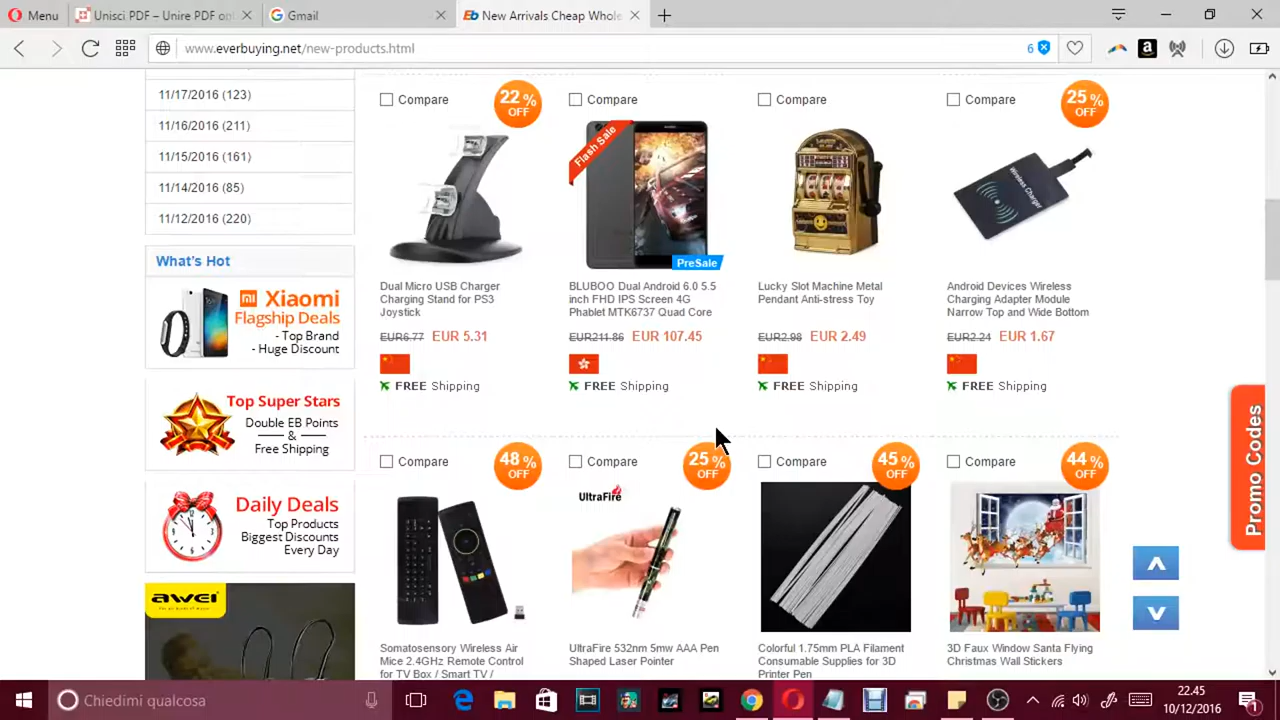 Menu
Unisci PDF – Unire PDF on
Gmail
Eb New Arrivals Cheap Whole
www.everbuying.net/new-products.html
6
11/17/2016 (123)
11/16/2016 (211)
11/15/2016 (161)
11/14/2016 (85)
11/12/2016 (220)
What's Hot
mi Xiaomi
Flagship Deals
- Top Brand
- Huge Discount
Top Super Stars
Double EB Points
&
Free Shipping
Daily Deals
Top Products
Biggest Discounts
Every Day
awei
Compare
22% OFF
Dual Micro USB Charger
Charging Stand for PS3
Joystick
EUR6.77 EUR 5.31
FREE Shipping
Compare
Flash Sale
PreSale
BLUBOO Dual Android 6.0 5.5
inch FHD IPS Screen 4G
Phablet MTK6737 Quad Core
EUR211.86 EUR 107.45
FREE Shipping
Compare
Lucky Slot Machine Metal
Pendant Anti-stress Toy
EUR2.98 EUR 2.49
FREE Shipping
Compare
25% OFF
Wireless Charger
Android Devices Wireless
Charging Adapter Module
Narrow Top and Wide Bottom
EUR2.24 EUR 1.67
FREE Shipping
Compare
48% OFF
Somatosensory Wireless Air
Mice 2.4GHz Remote Control
for TV Box / Smart TV /
Compare
25% OFF
UltraFire
UltraFire 532nm 5mw AAA Pen
Shaped Laser Pointer
Compare
45% OFF
Colorful 1.75mm PLA Filament
Consumable Supplies for 3D
Printer Pen
Compare
44% OFF
3D Faux Window Santa Flying
Christmas Wall Stickers
Promo Codes
Chiedimi qualcosa
22.45
10/12/2016
1